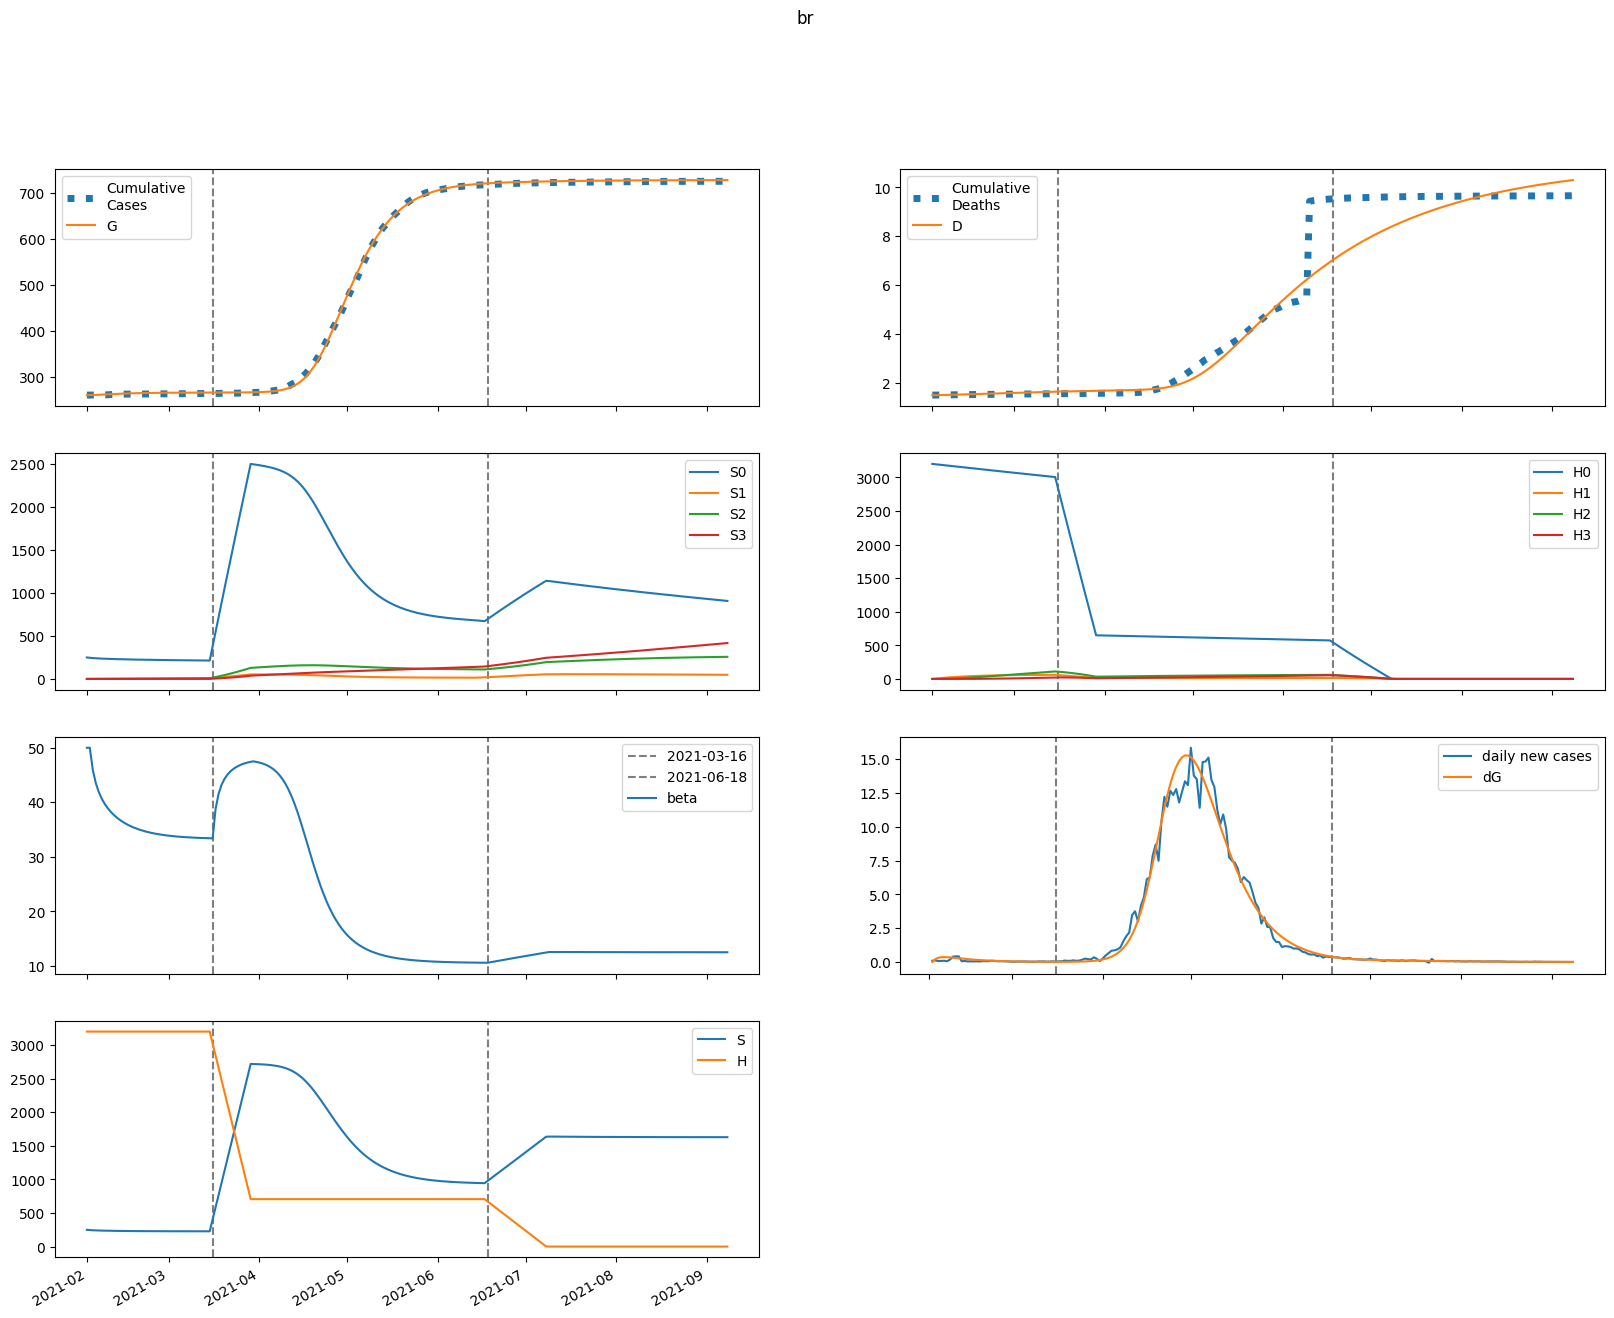 br
Cumulative
Cases
G
700
600
500
400
300
Cumulative
Deaths
D
10
8
6
4
2
S0
S1
S2
S3
2500
2000
1500
1000
500
0
H0
H1
H2
H3
3000
2500
2000
1500
1000
500
0
2021-03-16
2021-06-18
beta
50
40
30
20
10
daily new cases
dG
15.0
12.5
10.0
7.5
5.0
2.5
0.0
S
H
3000
2500
2000
1500
1000
500
0
2021-02
2021-03
2021-04
2021-05
2021-06
2021-07
2021-08
2021-09